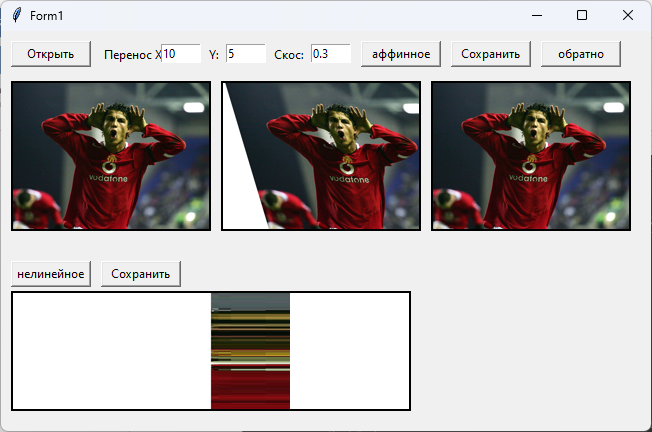 Form1
Открыть Перенос X 10 Y: 5 Скос: 0.3 аффинное Сохранить обратно
vodafone vodafone vodafone
нелинейное Сохранить